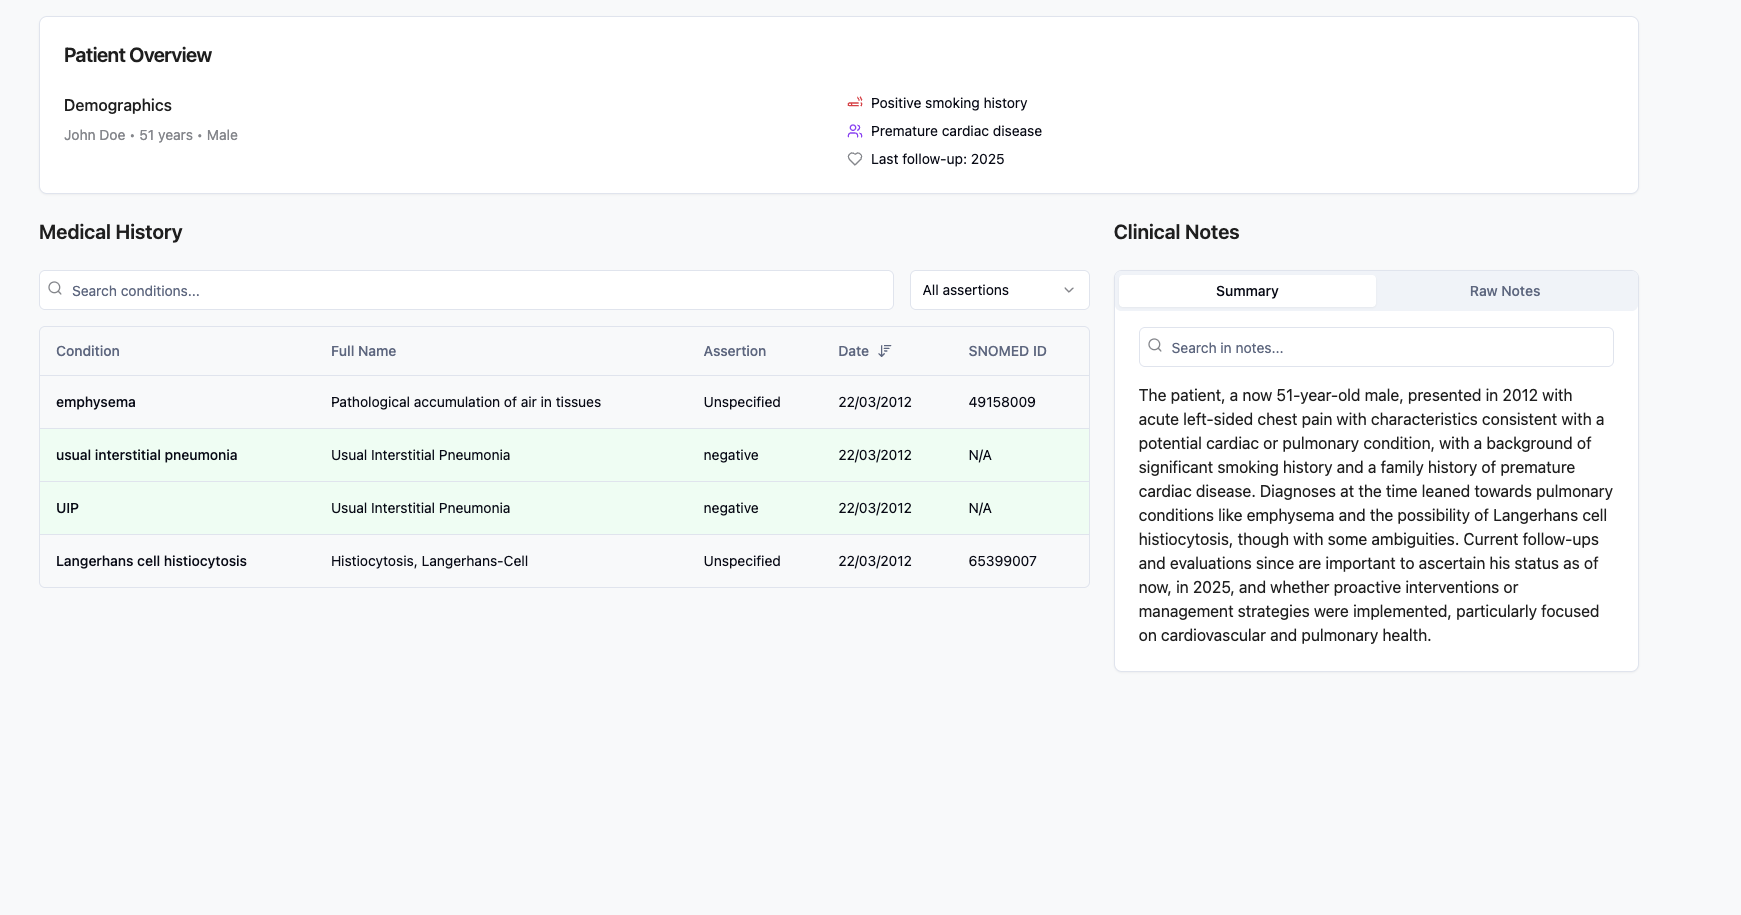 Patient Overview
Demographics
John Doe • 51 years • Male
Positive smoking history
Premature cardiac disease
Last follow-up: 2025
Medical History
Search conditions...
All assertions
Condition Full Name Assertion Date SNOMED ID
emphysema Pathological accumulation of air in tissues Unspecified 22/03/2012 49158009
usual interstitial pneumonia Usual Interstitial Pneumonia negative 22/03/2012 N/A
UIP Usual Interstitial Pneumonia negative 22/03/2012 N/A
Langerhans cell histiocytosis Histiocytosis, Langerhans-Cell Unspecified 22/03/2012 65399007
Clinical Notes
Summary Raw Notes
Search in notes...
The patient, a now 51-year-old male, presented in 2012 with
acute left-sided chest pain with characteristics consistent with a
potential cardiac or pulmonary condition, with a background of
significant smoking history and a family history of premature
cardiac disease. Diagnoses at the time leaned towards pulmonary
conditions like emphysema and the possibility of Langerhans cell
histiocytosis, though with some ambiguities. Current follow-ups
and evaluations since are important to ascertain his status as of
now, in 2025, and whether proactive interventions or
management strategies were implemented, particularly focused
on cardiovascular and pulmonary health.